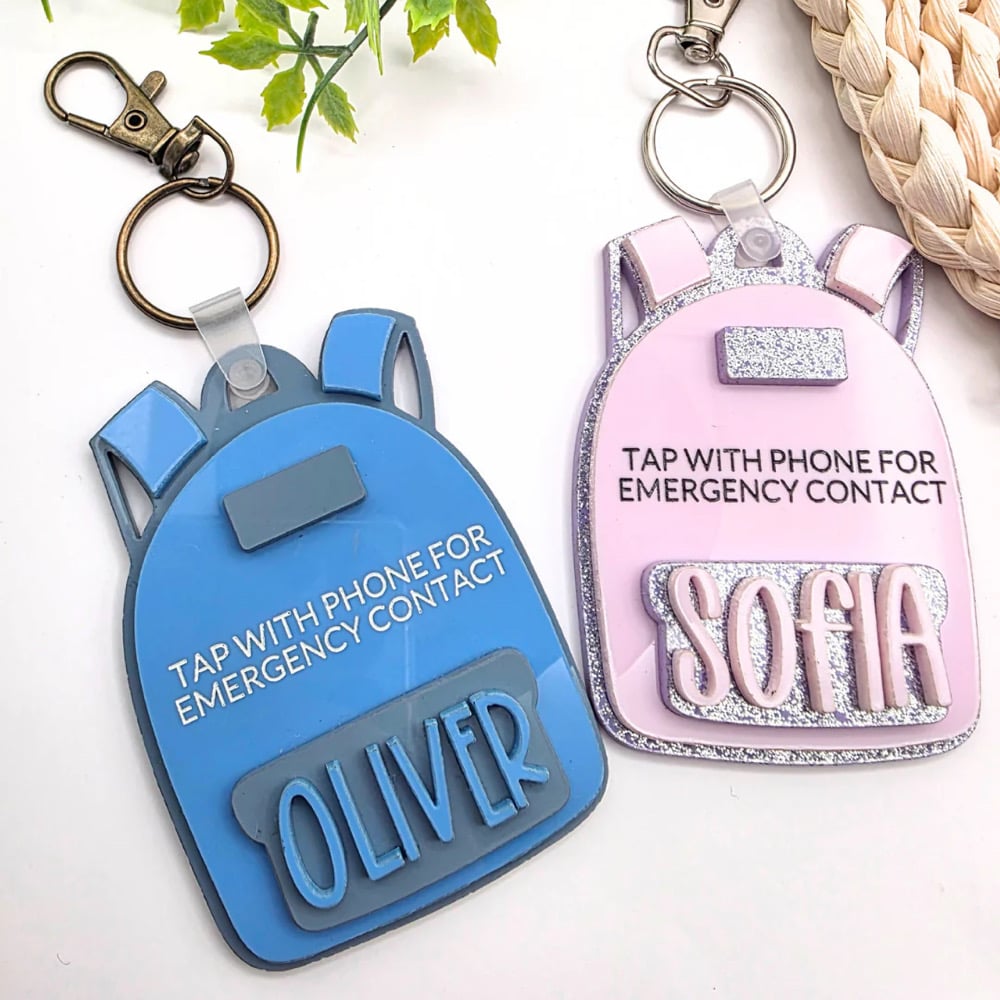 TAP WITH PHONE FOR
EMERGENCY CONTACT
OLIVER
TAP WITH PHONE FOR
EMERGENCY CONTACT
SOFIA